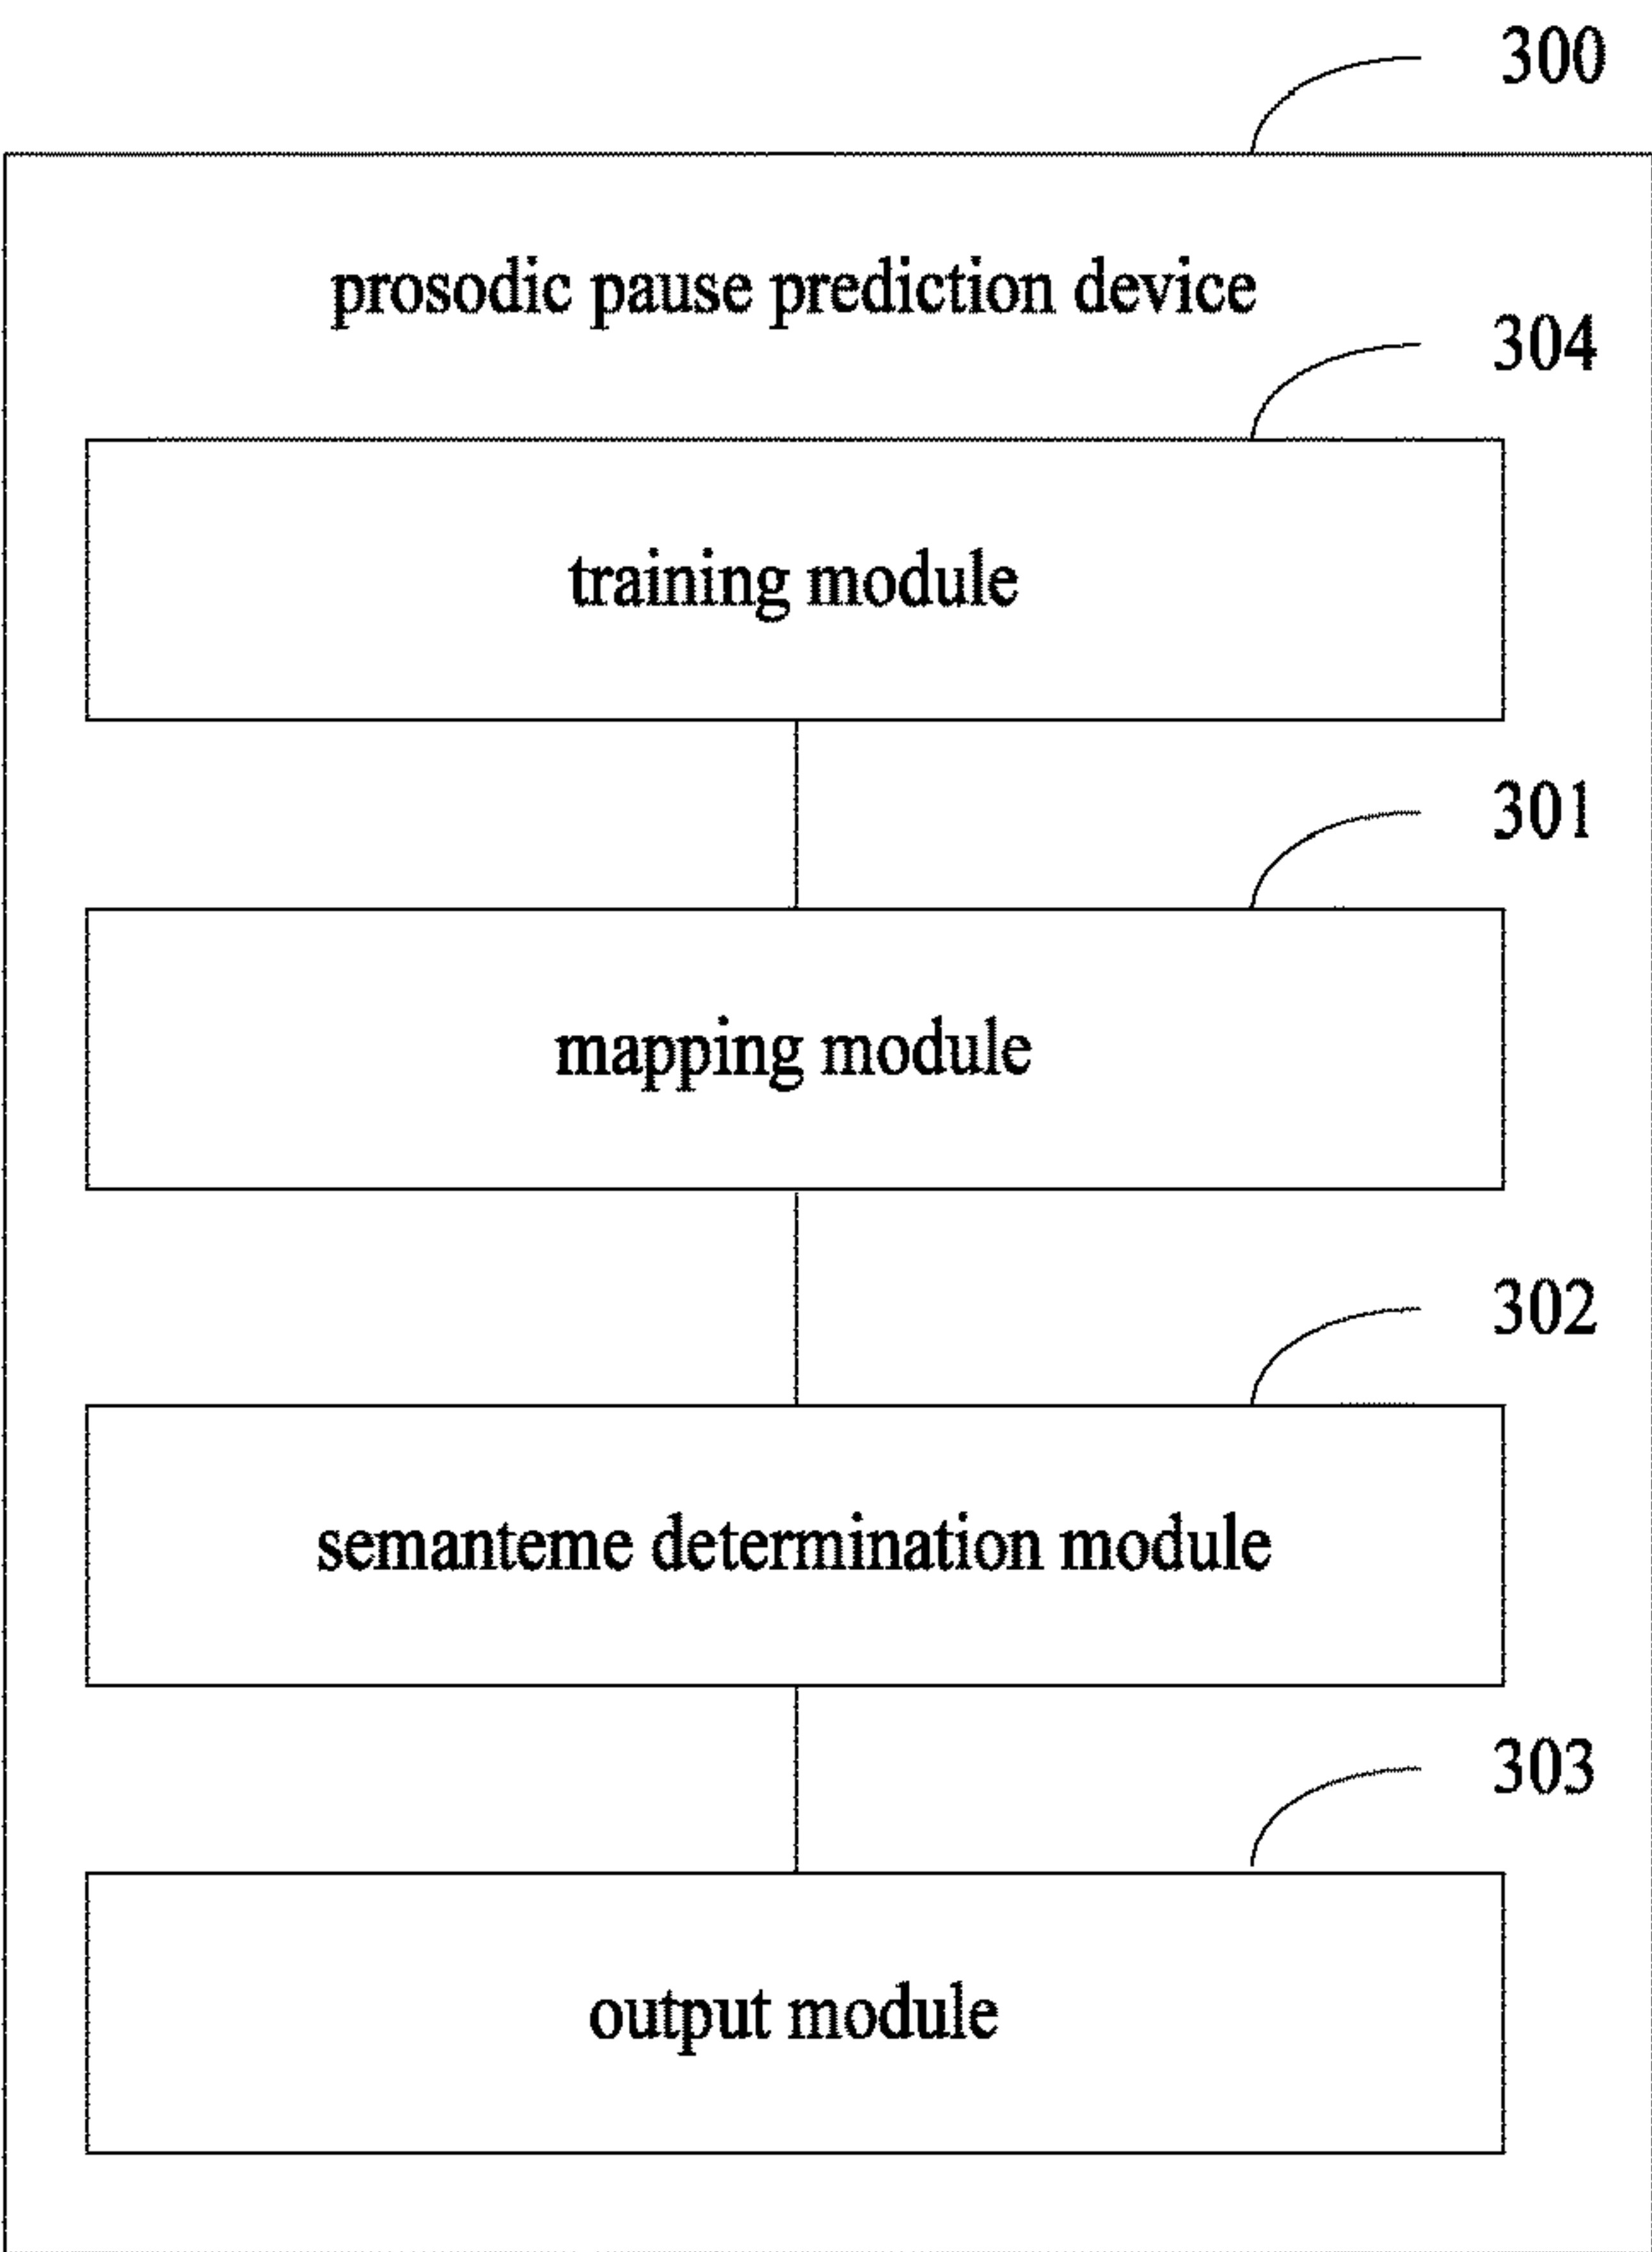 300
prosodic pause prediction device
304
training module
301
mapping module
302
semanteme determination module
303
output module